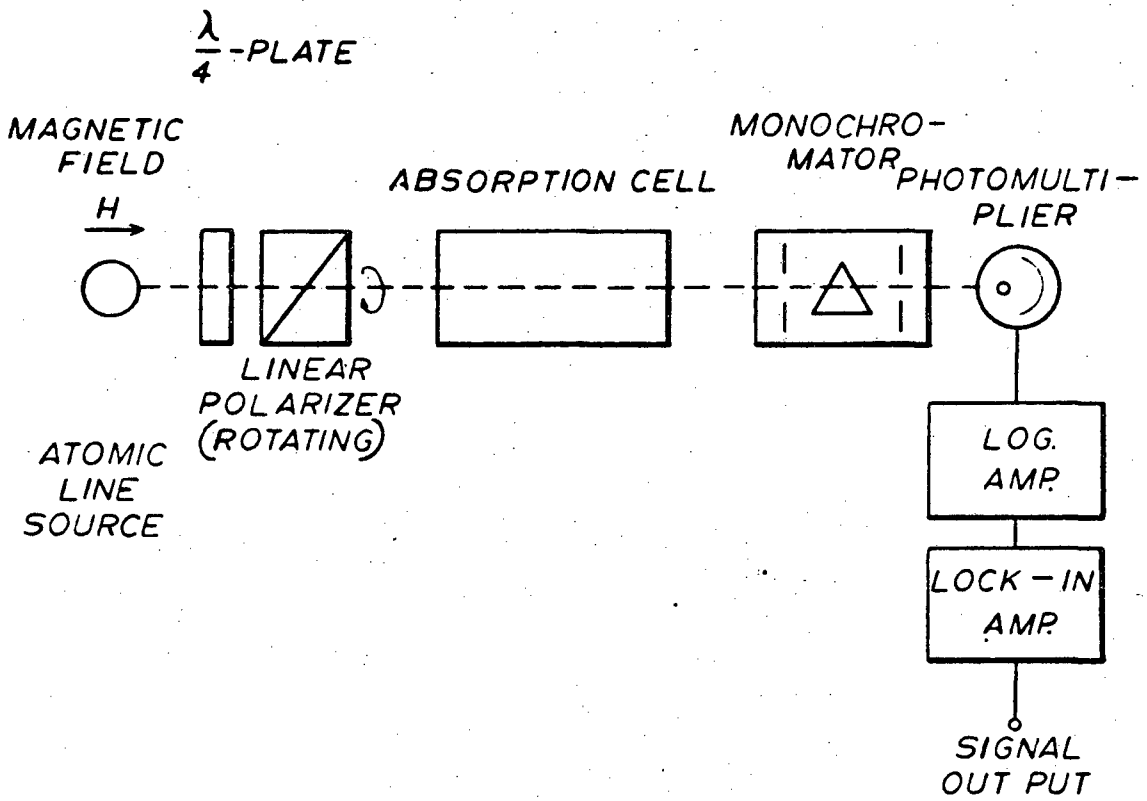 λ/4-PLATE
MAGNETIC
FIELD
H
ABSORPTION CELL
MONOCHRO-
MATOR
PHOTOMULTI-
PLIER
LINEAR
POLARIZER
(ROTATING)
ATOMIC
LINE
SOURCE
LOG.
AMP.
LOCK-IN
AMP.
SIGNAL
OUT PUT